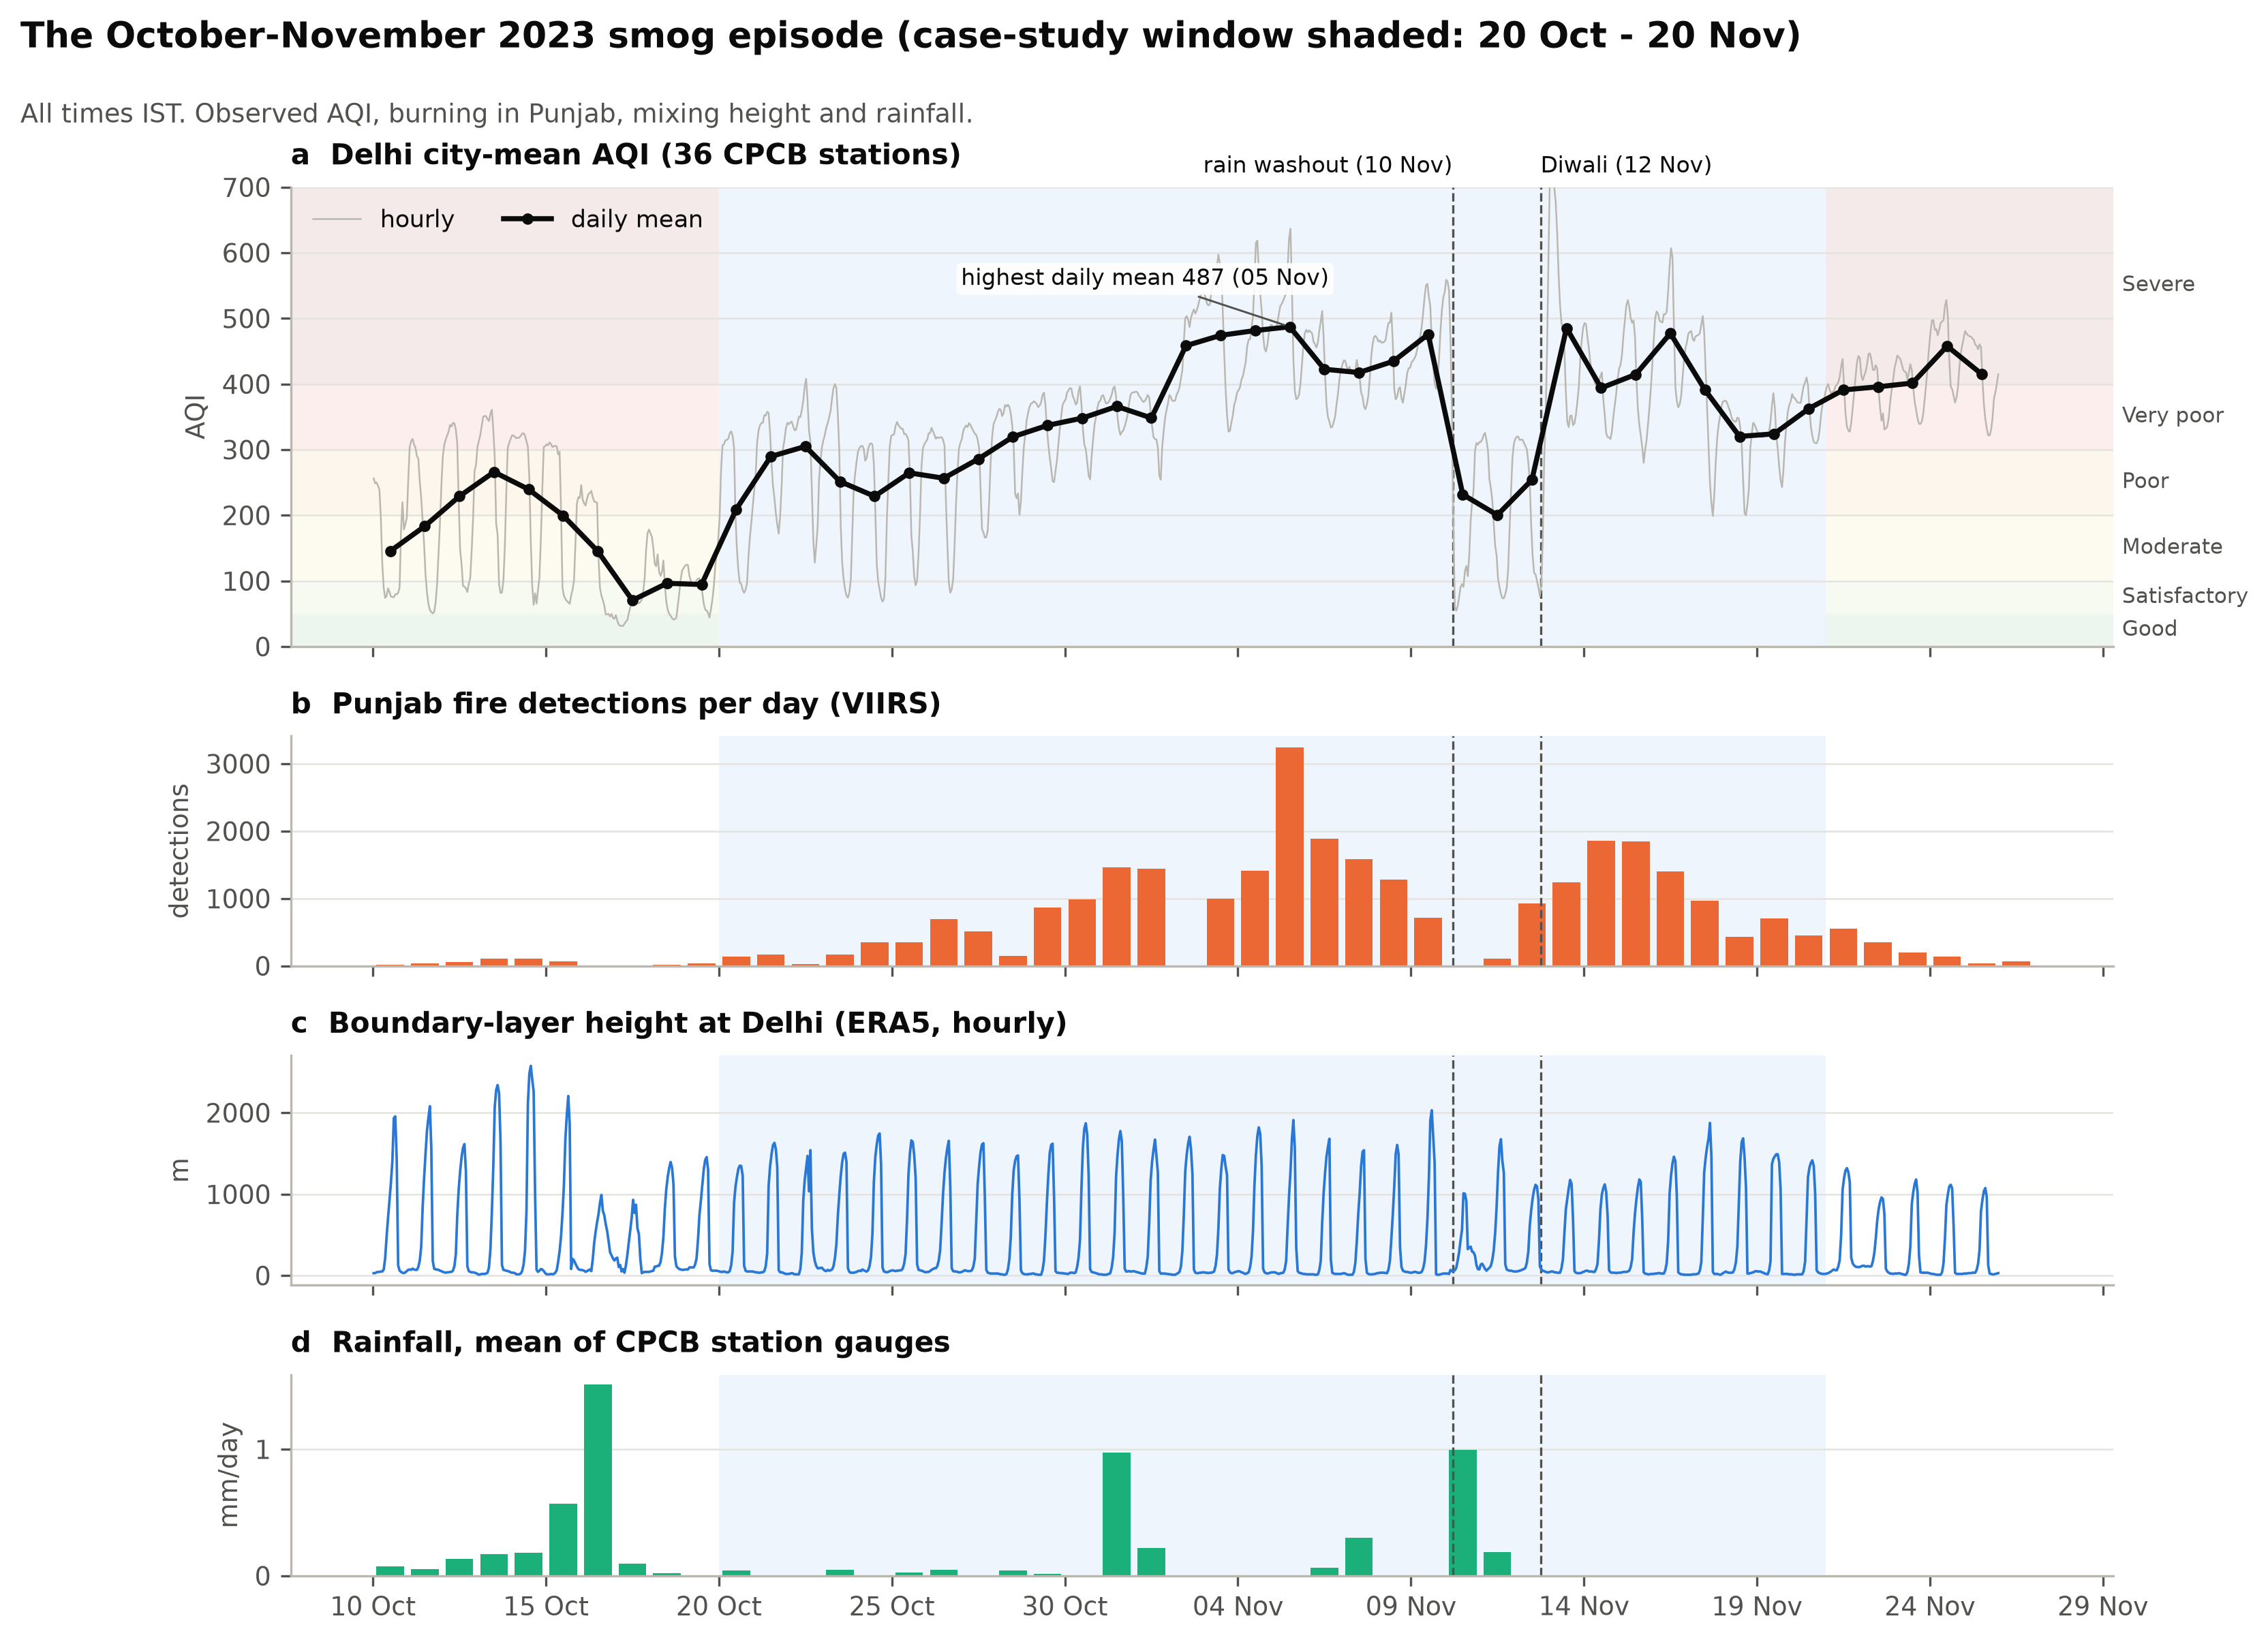 The October-November 2023 smog episode (case-study window shaded: 20 Oct - 20 Nov)
All times IST. Observed AQI, burning in Punjab, mixing height and rainfall.
a Delhi city-mean AQI (36 CPCB stations)
rain washout (10 Nov)
Diwali (12 Nov)
hourly
daily mean
highest daily mean 487 (05 Nov)
AQI
700
600
500
400
300
200
100
0
Severe
Very poor
Poor
Moderate
Satisfactory
Good
b Punjab fire detections per day (VIIRS)
detections
3000
2000
1000
0
c Boundary-layer height at Delhi (ERA5, hourly)
m
2000
1000
0
d Rainfall, mean of CPCB station gauges
mm/day
1
0
10 Oct
15 Oct
20 Oct
25 Oct
30 Oct
04 Nov
09 Nov
14 Nov
19 Nov
24 Nov
29 Nov